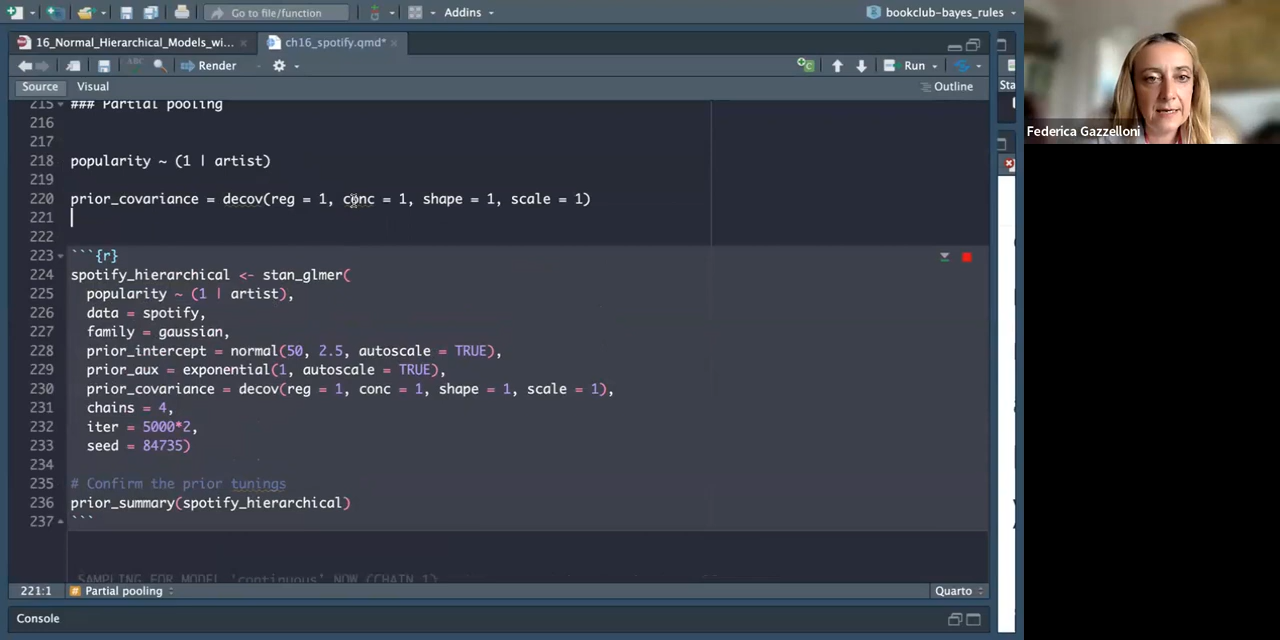 Go to file/function
Addins
bookclub-bayes_rules
16_Normal_Hierarchical_Models_wi...
ch16_spotify.qmd*
ABC
Render
Run
Source
Visual
Outline
Sta
215 ### Partial pooling
216
217
218 popularity ~ (1 | artist)
219
220 prior_covariance = decov(reg = 1, conc = 1, shape = 1, scale = 1)
221
222
223 ```{r}
224 spotify_hierarchical <- stan_glmer(
225 popularity ~ (1 | artist),
226 data = spotify,
227 family = gaussian,
228 prior_intercept = normal(50, 2.5, autoscale = TRUE),
229 prior_aux = exponential(1, autoscale = TRUE),
230 prior_covariance = decov(reg = 1, conc = 1, shape = 1, scale = 1),
231 chains = 4,
232 iter = 5000*2,
233 seed = 84735)
234
235 # Confirm the prior tunings
236 prior_summary(spotify_hierarchical)
237 ```
SAMPLING FOR MODEL 'continuous' NOW (CHAIN 1)
221:1
Partial pooling
Quarto
Console
Federica Gazzelloni